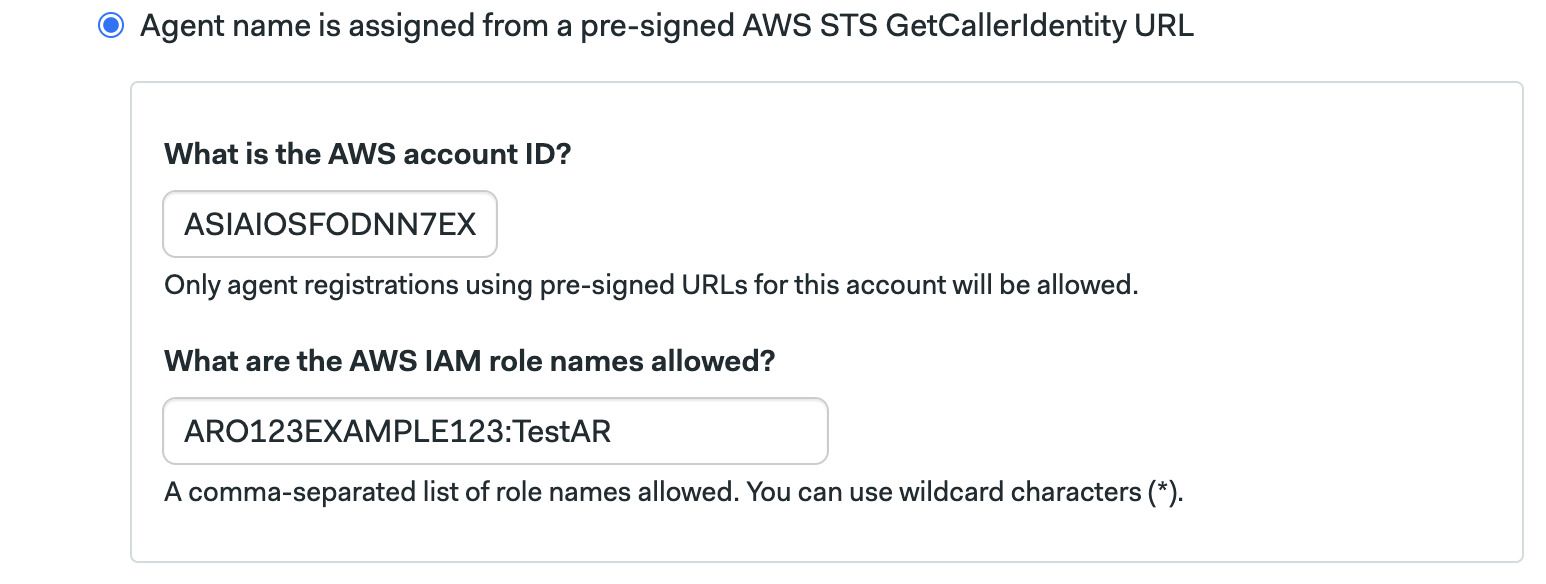 Agent name is assigned from a pre-signed AWS STS GetCallerIdentity URL
What is the AWS account ID?
ASIAIOSFODNN7EX
Only agent registrations using pre-signed URLs for this account will be allowed.
What are the AWS IAM role names allowed?
ARO123EXAMPLE123:TestAR
A comma-separated list of role names allowed. You can use wildcard characters (*).